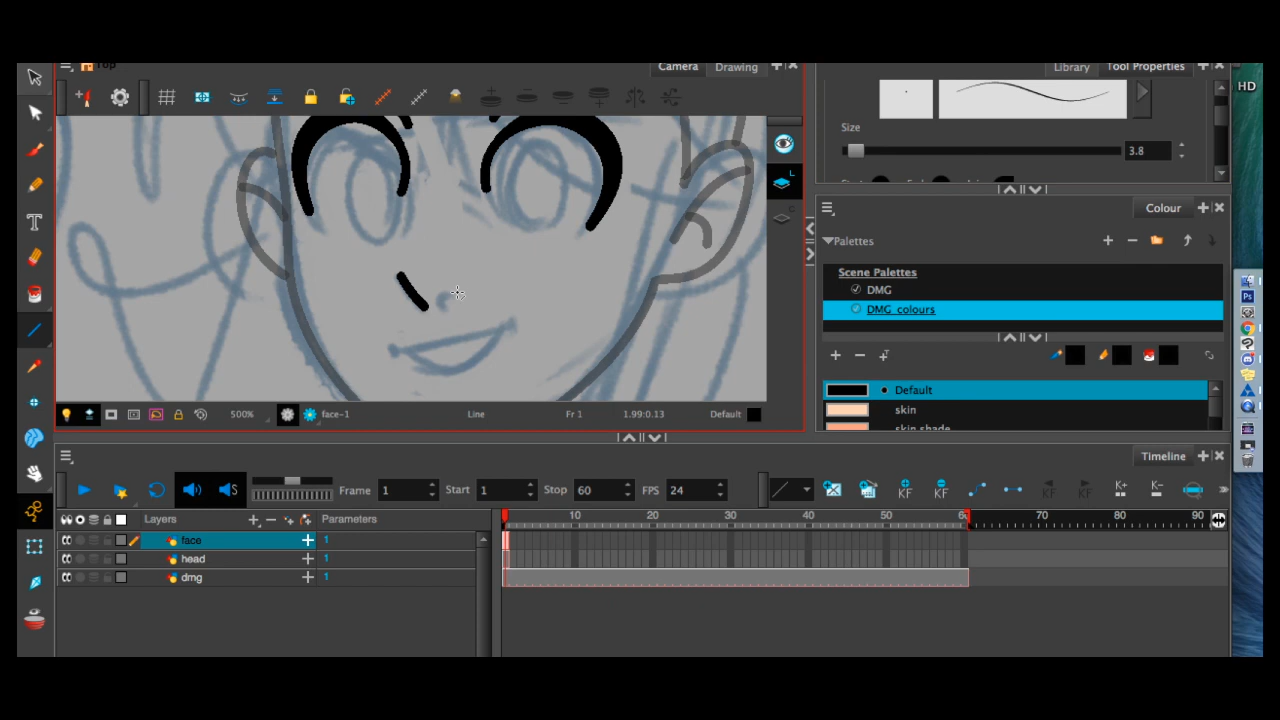 Top
Camera
Drawing
Library
Tool Properties
HD
Size
3.8
Colour
Palettes
Scene Palettes
DMG
DMG_colours
Default
skin
skin shade
500%
face-1
Line
Fr 1
1.99:0.13
Default
Timeline
Frame 1
Start 1
Stop 60
FPS 24
Layers
Parameters
10 20 30 40 50 60 70 80 90
face 1
head 1
dmg 1